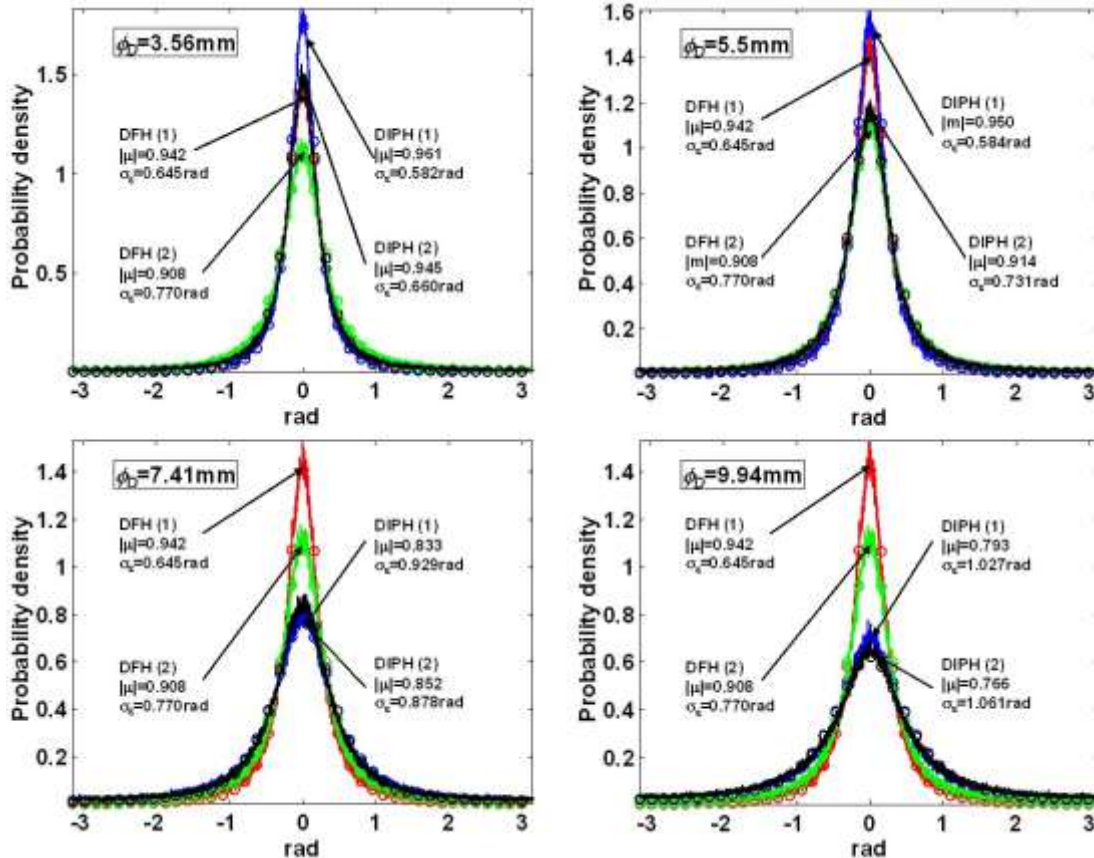 ϕD=3.56mm
Probability density
1.5
1
0.5
DFH (1)
|μ|=0.942
σε=0.645rad
DIPH (1)
|μ|=0.961
σε=0.582rad
DFH (2)
|μ|=0.908
σε=0.770rad
DIPH (2)
|μ|=0.945
σε=0.660rad
-3 -2 -1 0 1 2 3
rad
ϕD=5.5mm
Probability density
1.6
1.4
1.2
1
0.8
0.6
0.4
0.2
DFH (1)
|μ|=0.942
σε=0.645rad
DIPH (1)
|m|=0.950
σε=0.584rad
DFH (2)
|m|=0.908
σε=0.770rad
DIPH (2)
|μ|=0.914
σε=0.731rad
-3 -2 -1 0 1 2 3
rad
ϕD=7.41mm
Probability density
1.4
1.2
1
0.8
0.6
0.4
0.2
DFH (1)
|μ|=0.942
σε=0.645rad
DIPH (1)
|μ|=0.833
σε=0.929rad
DFH (2)
|μ|=0.908
σε=0.770rad
DIPH (2)
|μ|=0.852
σε=0.878rad
-3 -2 -1 0 1 2 3
rad
ϕD=9.94mm
Probability density
1.4
1.2
1
0.8
0.6
0.4
0.2
DFH (1)
|μ|=0.942
σε=0.645rad
DIPH (1)
|μ|=0.793
σε=1.027rad
DFH (2)
|μ|=0.908
σε=0.770rad
DIPH (2)
|μ|=0.766
σε=1.061rad
-3 -2 -1 0 1 2 3
rad